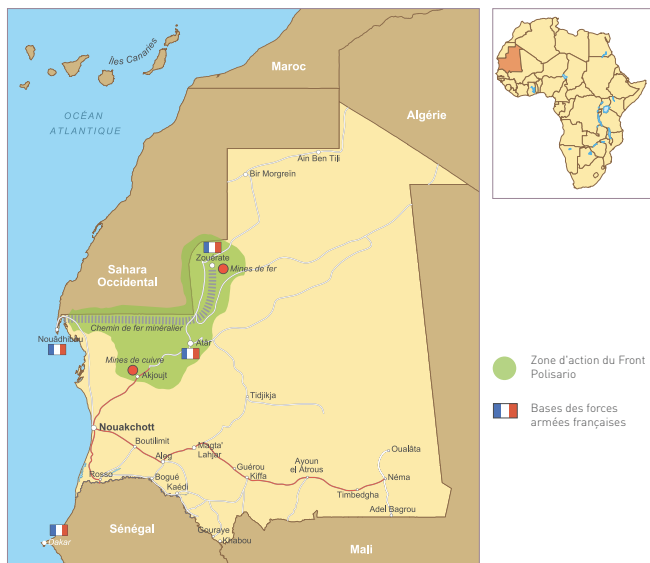 Îles Canaries
Maroc
OCÉAN
ATLANTIQUE
Algérie
Aïn Ben Tili
Bir Morgreïn
Zouérate
Mines de fer
Sahara
Occidental
Chemin de fer minéralier
Nouâdhibou
Atâr
Mines de cuivre
Akjoujt
Tidjikja
Nouakchott
Boutilimit
Magta'
Lahjar
Aleg
Oualâta
Ayoun
el Atrous
Guérou
Kiffa
Rosso
Bogué
Kaédi
Néma
Timbedgha
Adel Bagrou
Sénégal
Gouraye
Khabou
Dakar
Mali
Zone d'action du Front
Polisario
Bases des forces
armées françaises